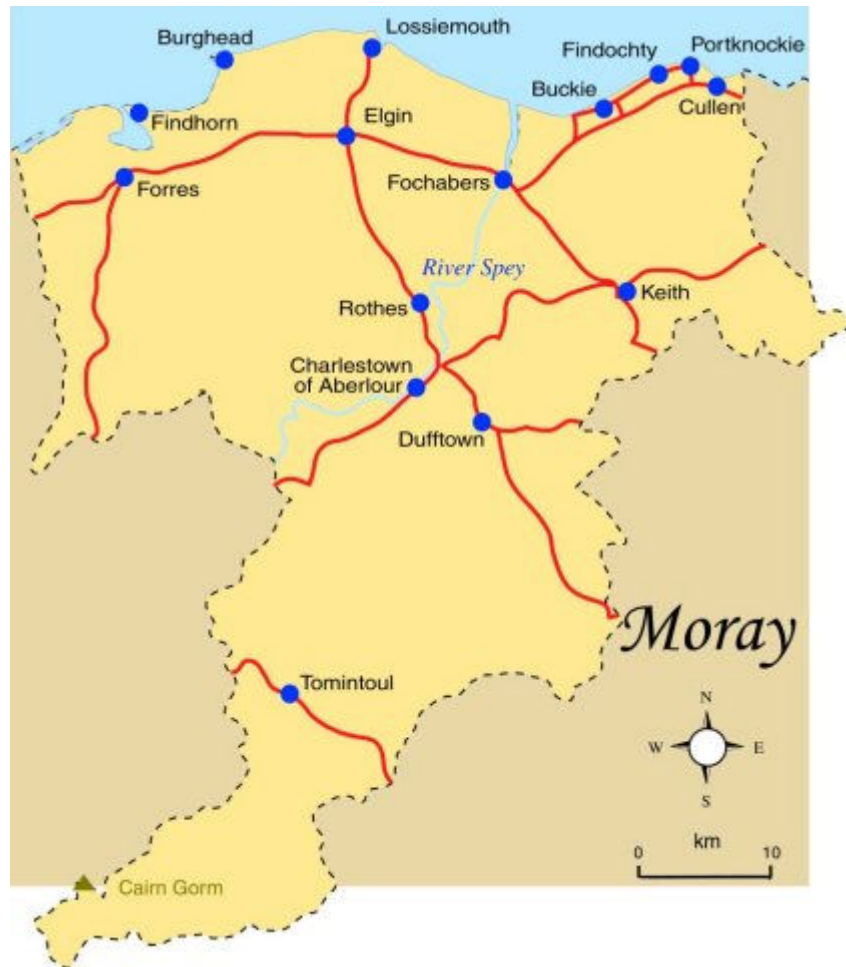 Lossiemouth
Burghead
Portknockie
Findochty
Buckie
Cullen
Findhorn
Elgin
Forres
Fochabers
River Spey
Keith
Rothes
Charlestown
of Aberlour
Dufftown
Moray
Tomintoul
N
W
E
S
km
0
10
Cairn Gorm